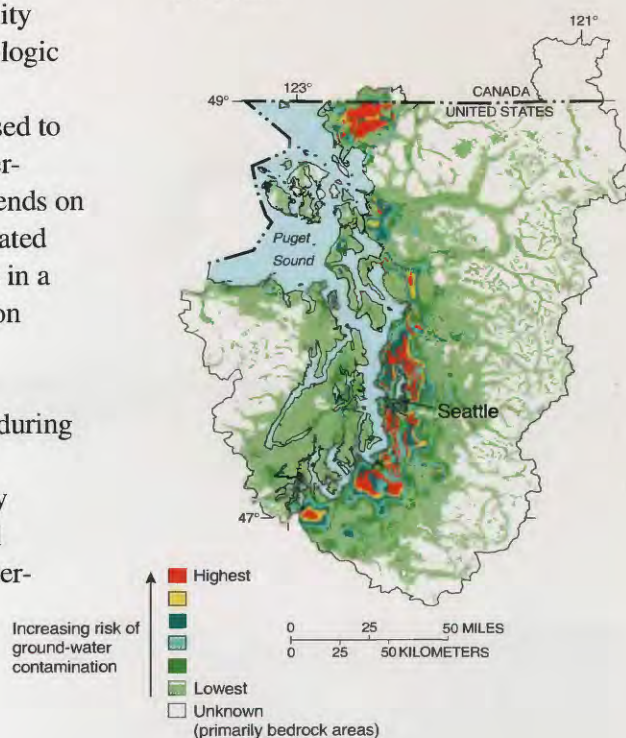 ity
ologic
sed to
er-
ends on
ated
in a
on
during
y
l
er-
121°
123°
49°
CANADA
UNITED STATES
Puget
Sound
Seattle
47°
Increasing risk of
ground-water
contamination
Highest
Lowest
Unknown
(primarily bedrock areas)
0 25 50 MILES
0 25 50 KILOMETERS